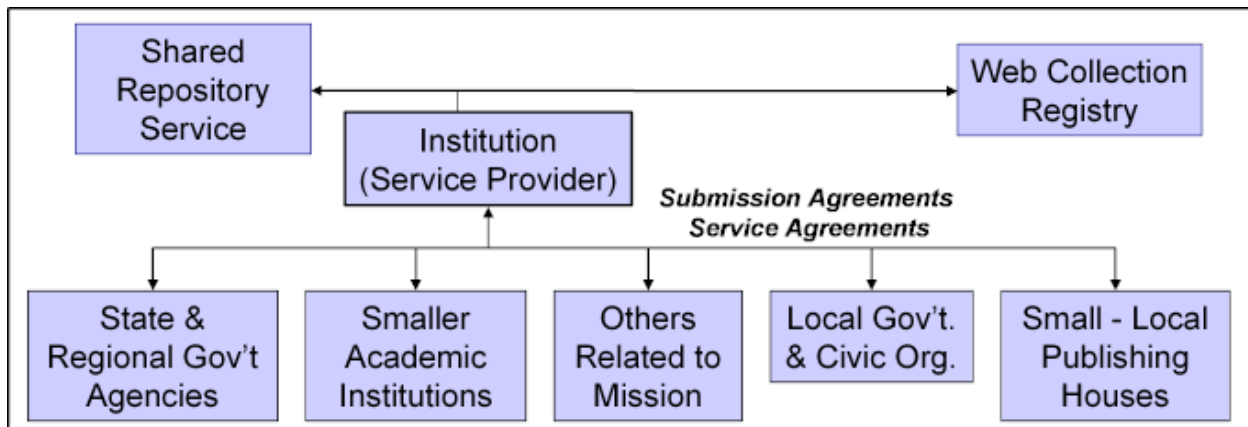 Shared
Repository
Service
Web Collection
Registry
Institution
(Service Provider)
Submission Agreements
Service Agreements
State &
Regional Gov't
Agencies
Smaller
Academic
Institutions
Others
Related to
Mission
Local Gov't.
& Civic Org.
Small - Local
Publishing
Houses